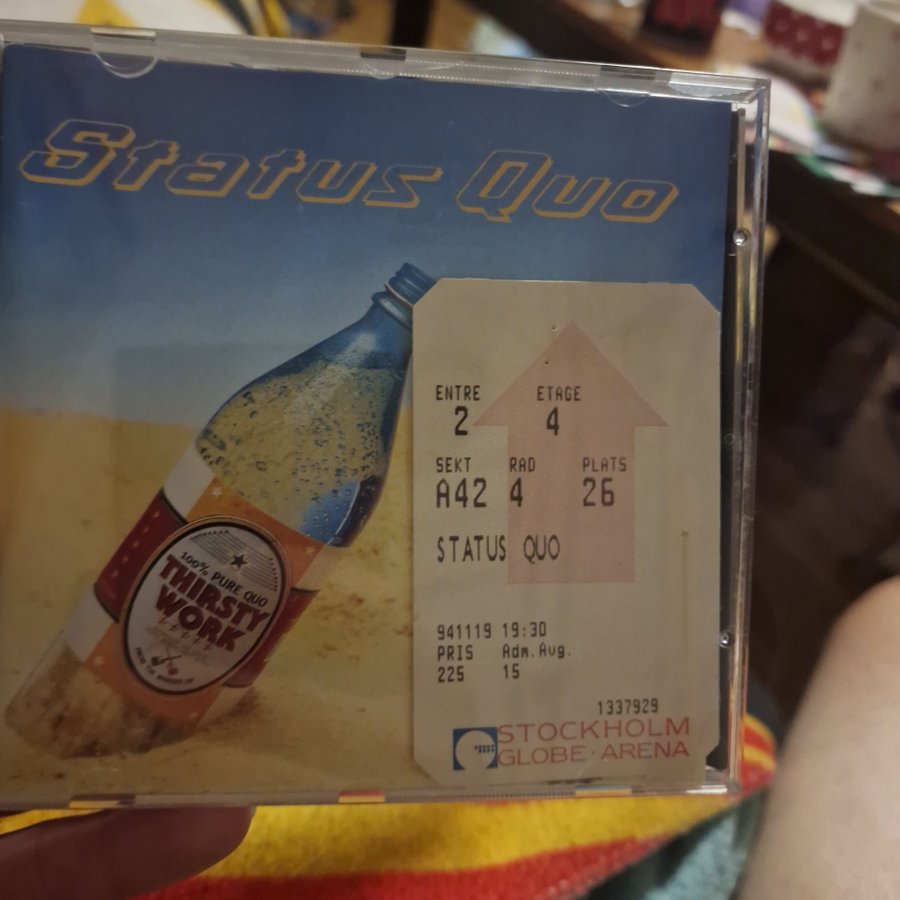 Status Quo
100% PURE QUO
THIRSTY
WORK
ENTRE ETAGE
2 4
SEKT RAD PLATS
A42 4 26
STATUS QUO
941119 19:30
PRIS Adm.Avg.
225 15
1337929
STOCKHOLM
GLOBE·ARENA